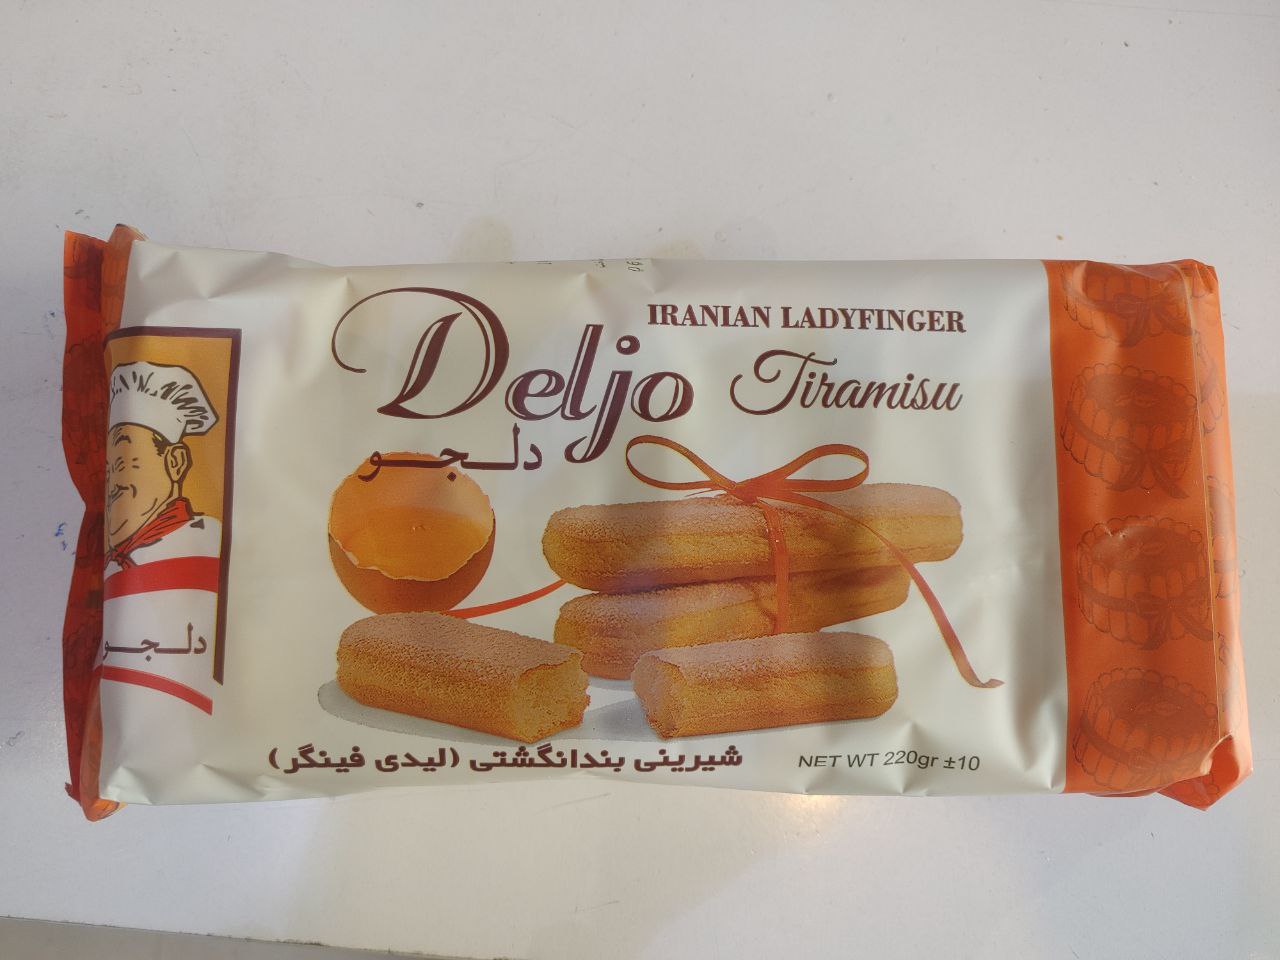 IRANIAN LADYFINGER
Deljo
Tiramisu
دلجو
دلجو
شیرینی بندانگشتی (لیدی فینگر)
NET WT 220gr ±10